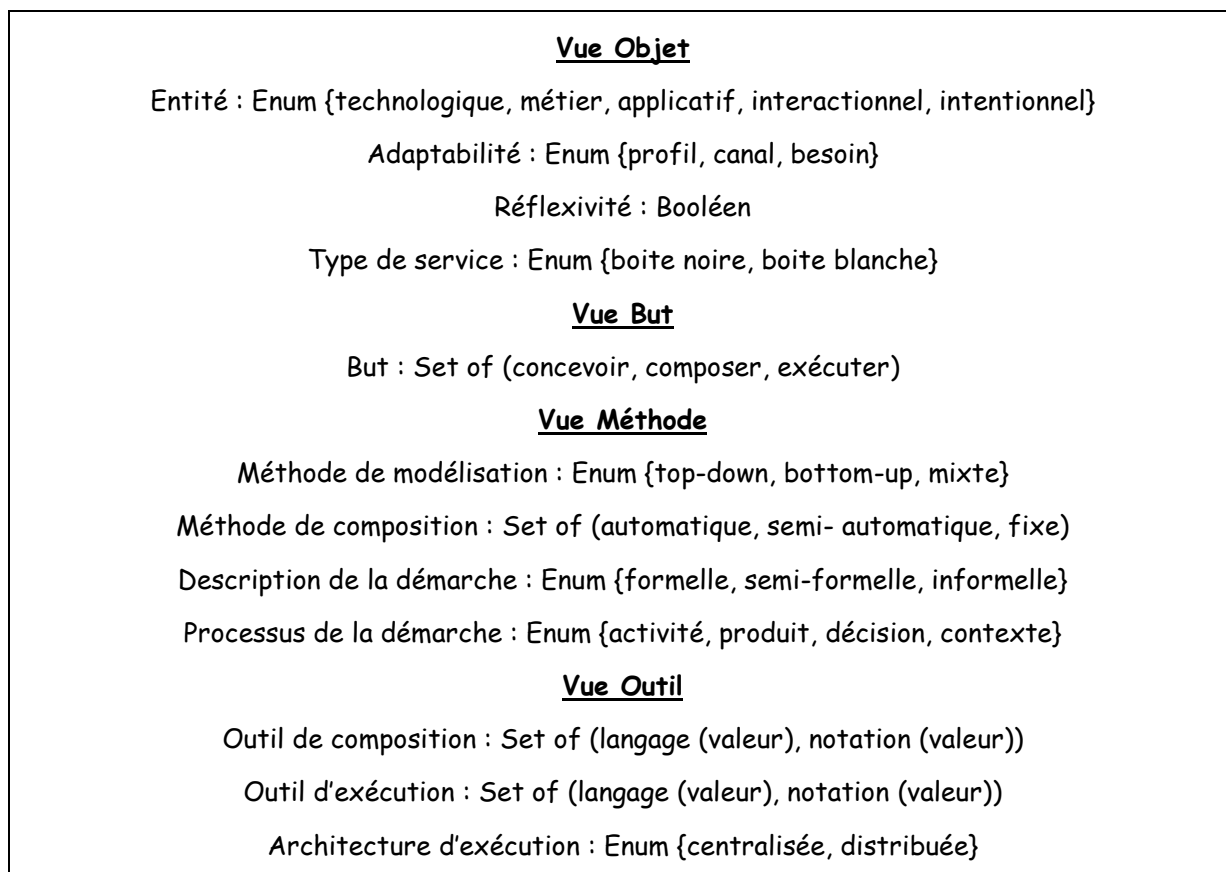 Vue Objet
Entité : Enum {technologique, métier, applicatif, interactionnel, intentionnel}
Adaptabilité : Enum {profil, canal, besoin}
Réflexivité : Booléen
Type de service : Enum {boite noire, boite blanche}
Vue But
But : Set of (concevoir, composer, exécuter)
Vue Méthode
Méthode de modélisation : Enum {top-down, bottom-up, mixte}
Méthode de composition : Set of (automatique, semi- automatique, fixe)
Description de la démarche : Enum {formelle, semi-formelle, informelle}
Processus de la démarche : Enum {activité, produit, décision, contexte}
Vue Outil
Outil de composition : Set of (langage (valeur), notation (valeur))
Outil d’exécution : Set of (langage (valeur), notation (valeur))
Architecture d’exécution : Enum {centralisée, distribuée}